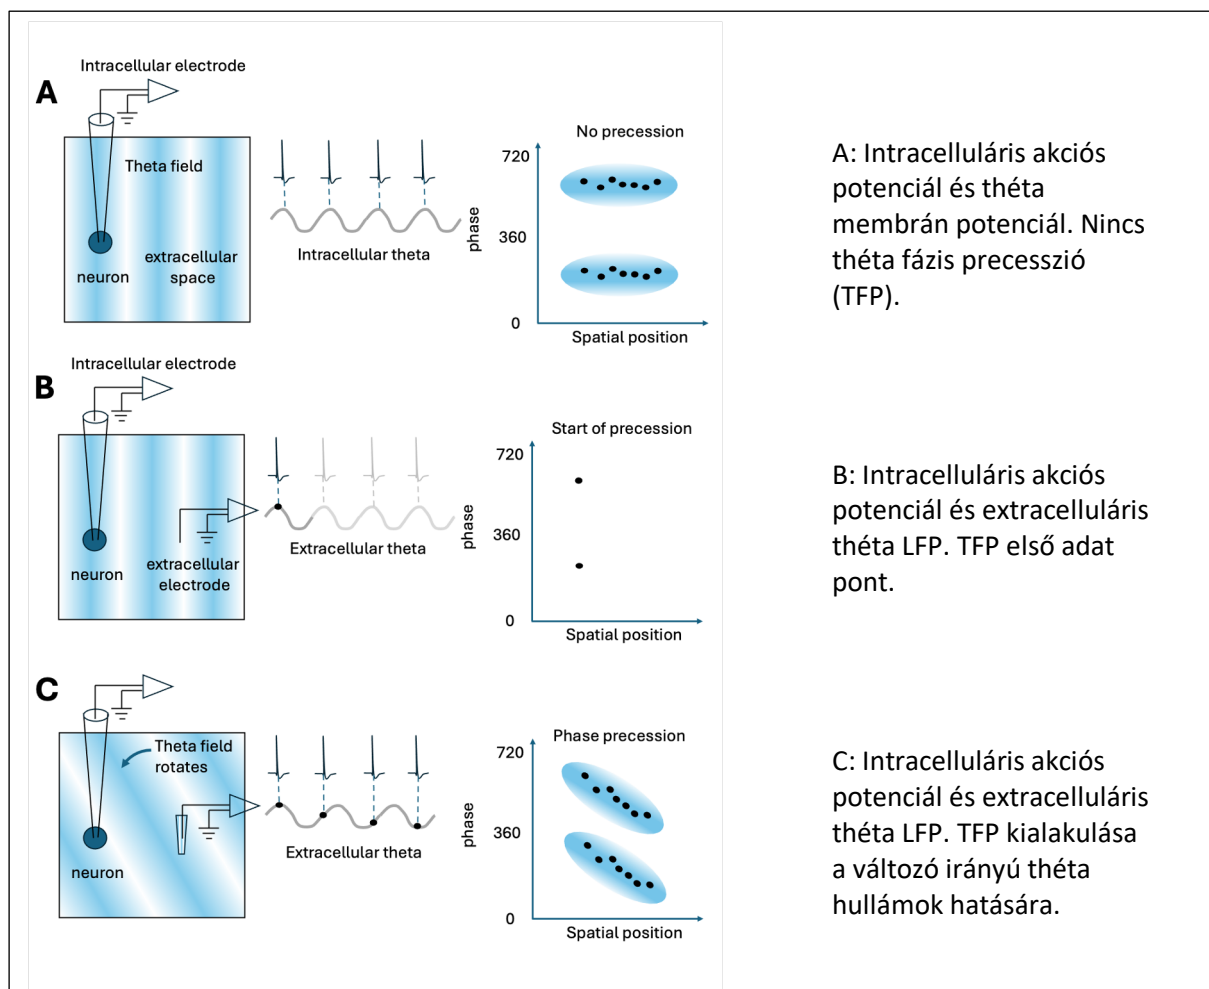 A
Intracellular electrode
Theta field
neuron
extracellular
space
Intracellular theta
No precession
720
360
0
phase
Spatial position
A: Intracelluláris akciós
potenciál és théta
membrán potenciál. Nincs
théta fázis precesszió
(TFP).
B
Intracellular electrode
neuron
extracellular
electrode
Extracellular theta
Start of precession
720
360
0
phase
Spatial position
B: Intracelluláris akciós
potenciál és extracelluláris
théta LFP. TFP első adat
pont.
C
Theta field
rotates
neuron
Extracellular theta
Phase precession
720
360
0
phase
Spatial position
C: Intracelluláris akciós
potenciál és extracelluláris
théta LFP. TFP kialakulása
a változó irányú théta
hullámok hatására.